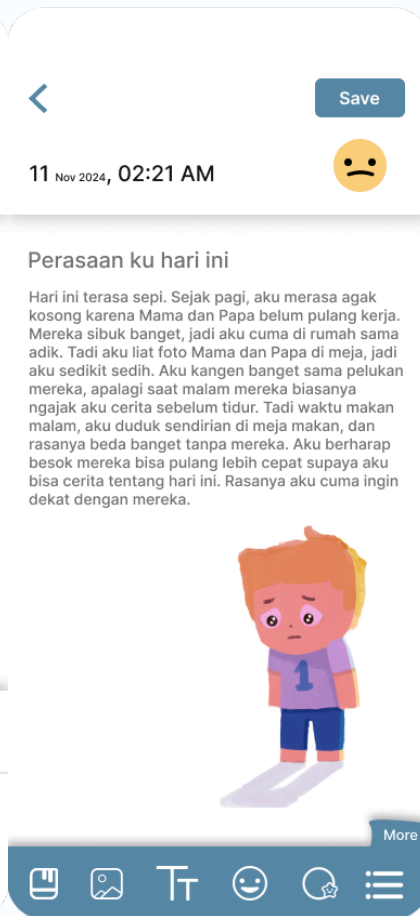 Save
11 Nov 2024, 02:21 AM
Perasaan ku hari ini
Hari ini terasa sepi. Sejak pagi, aku merasa agak
kosong karena Mama dan Papa belum pulang kerja.
Mereka sibuk banget, jadi aku cuma di rumah sama
adik. Tadi aku liat foto Mama dan Papa di meja, jadi
aku sedikit sedih. Aku kangen banget sama pelukan
mereka, apalagi saat malam mereka biasanya
ngajak aku cerita sebelum tidur. Tadi waktu makan
malam, aku duduk sendirian di meja makan, dan
rasanya beda banget tanpa mereka. Aku berharap
besok mereka bisa pulang lebih cepat supaya aku
bisa cerita tentang hari ini. Rasanya aku cuma ingin
dekat dengan mereka.
1
More
TT